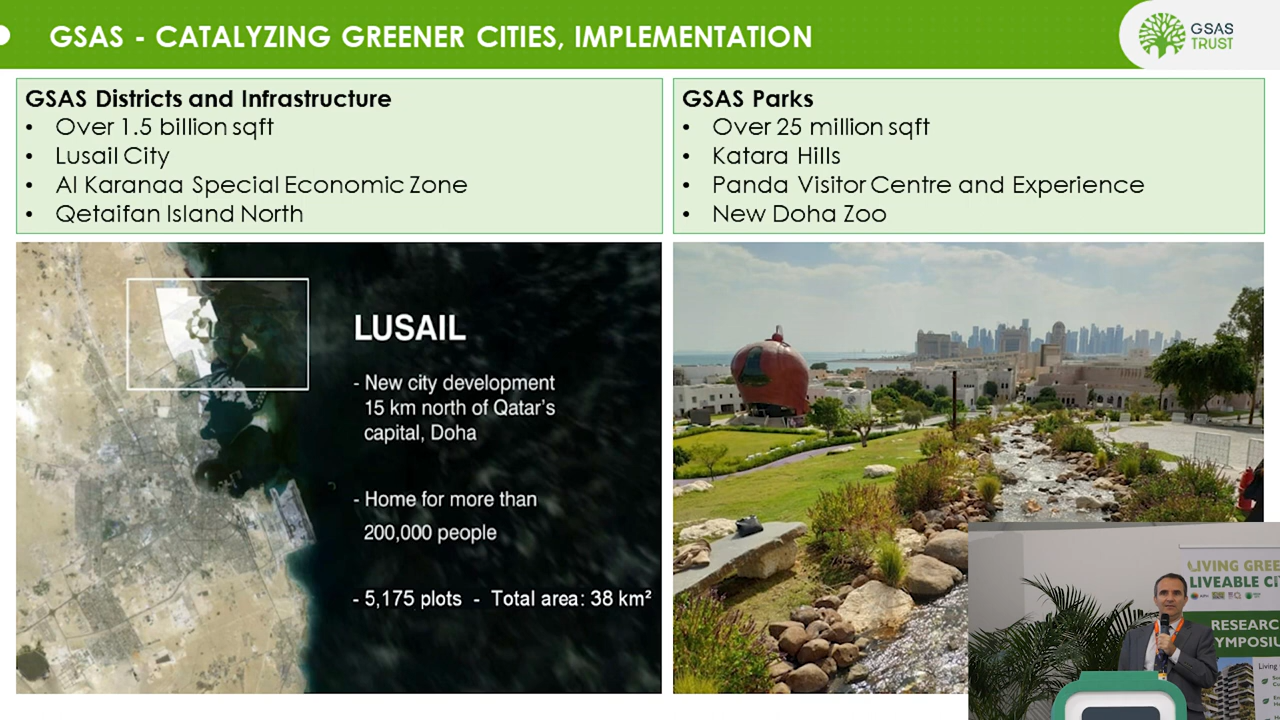 GSAS - CATALYZING GREENER CITIES, IMPLEMENTATION
GSAS
TRUST
GSAS Districts and Infrastructure
• Over 1.5 billion sqft
• Lusail City
• Al Karanaa Special Economic Zone
• Qetaifan Island North
GSAS Parks
• Over 25 million sqft
• Katara Hills
• Panda Visitor Centre and Experience
• New Doha Zoo
LUSAIL
- New city development
15 km north of Qatar's
capital, Doha
- Home for more than
200,000 people
- 5,175 plots - Total area: 38 km²
LIVING GREE
LIVEABLE CI
RESEARC
YMPOSIU
Living